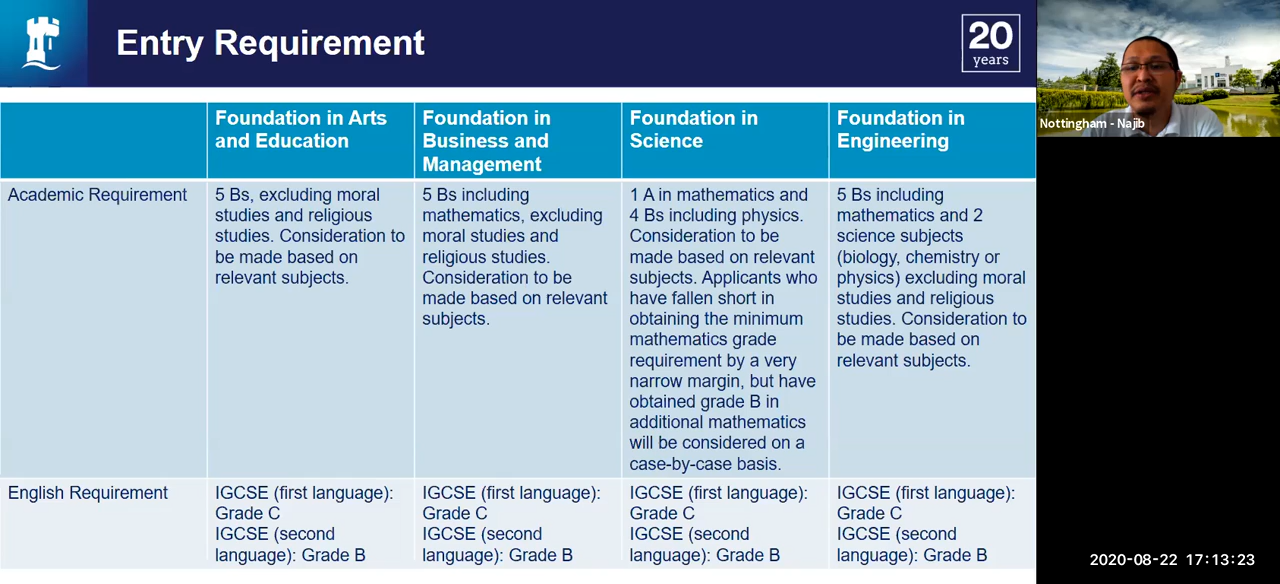 Entry Requirement
20
years
Nottingham - Najib
Foundation in Arts
and Education
Foundation in
Business and
Management
Foundation in
Science
Foundation in
Engineering
Academic Requirement
5 Bs, excluding moral
studies and religious
studies. Consideration to
be made based on
relevant subjects.
5 Bs including
mathematics, excluding
moral studies and
religious studies.
Consideration to be
made based on relevant
subjects.
1 A in mathematics and
4 Bs including physics.
Consideration to be
made based on relevant
subjects. Applicants who
have fallen short in
obtaining the minimum
mathematics grade
requirement by a very
narrow margin, but have
obtained grade B in
additional mathematics
will be considered on a
case-by-case basis.
5 Bs including
mathematics and 2
science subjects
(biology, chemistry or
physics) excluding moral
studies and religious
studies. Consideration to
be made based on
relevant subjects.
English Requirement
IGCSE (first language):
Grade C
IGCSE (second
language): Grade B
IGCSE (first language):
Grade C
IGCSE (second
language): Grade B
IGCSE (first language):
Grade C
IGCSE (second
language): Grade B
IGCSE (first language):
Grade C
IGCSE (second
language): Grade B
2020-08-22 17:13:23